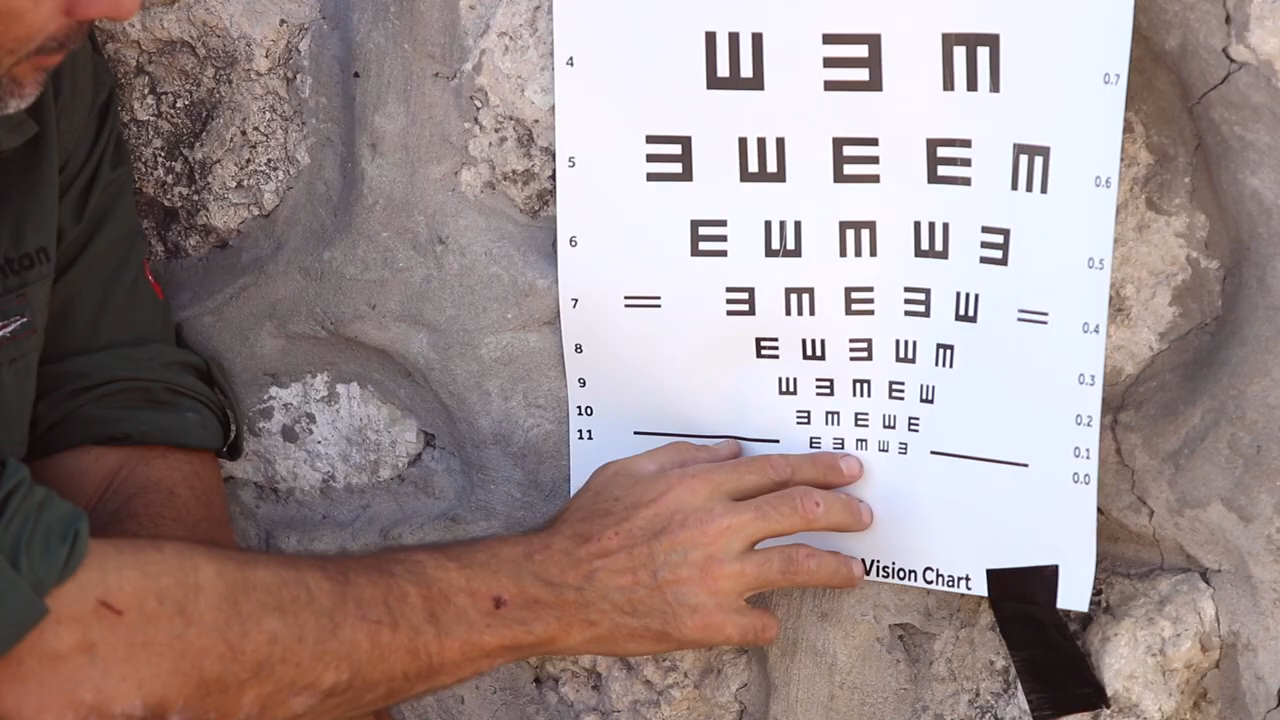 4 E E E 0.7
5 E E E E E 0.6
6 E E E E E 0.5
7 = E E E E E = 0.4
8 E E E E E 0.3
9 E E E E E 0.2
10 E E E E E 0.1
11 E E E E E 0.0
Vision Chart